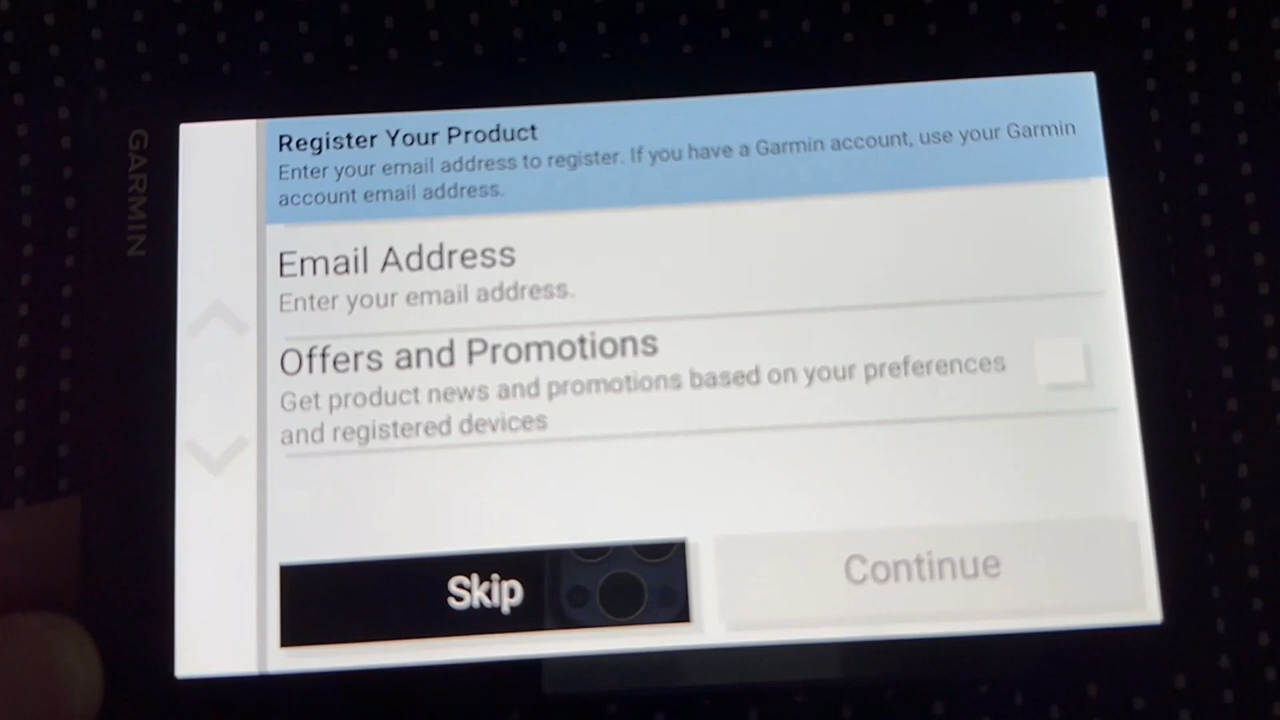 GARMIN
Register Your Product
Enter your email address to register. If you have a Garmin account, use your Garmin
account email address.
Email Address
Enter your email address.
Offers and Promotions
Get product news and promotions based on your preferences
and registered devices
Skip
Continue